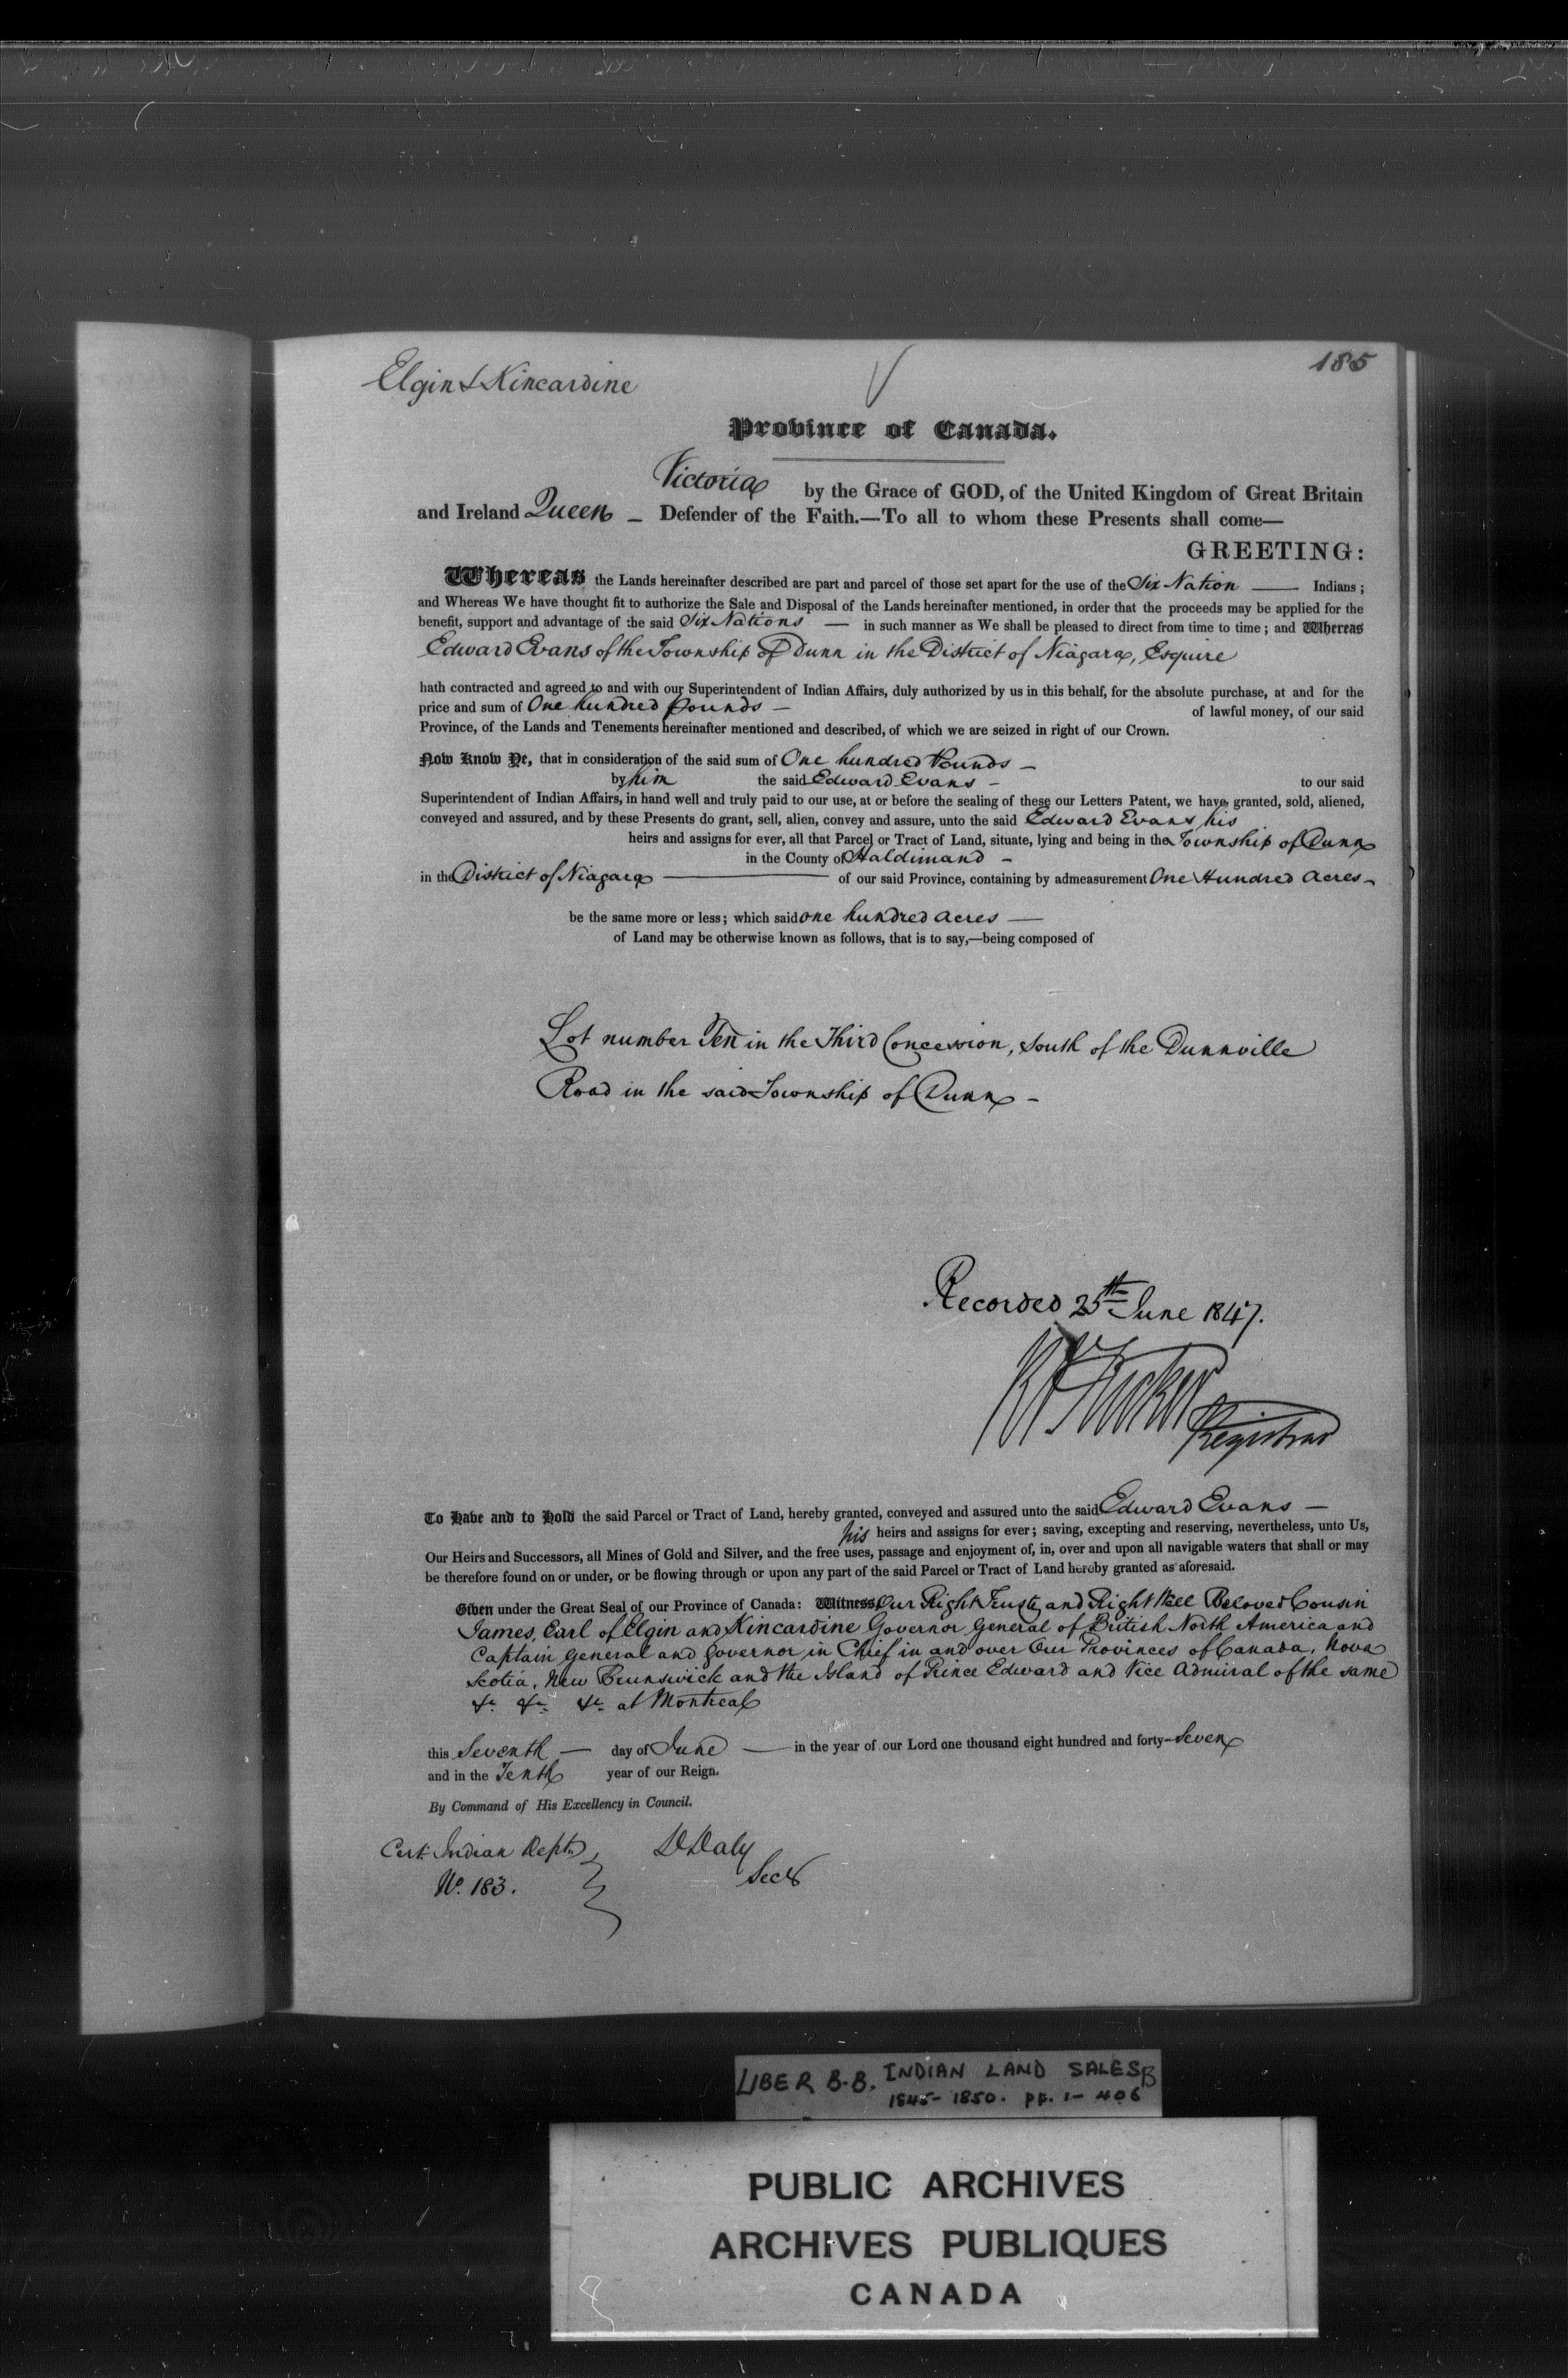 Elgin & Kincardine
185
Province of Canada.
Victoria by the Grace of GOD, of the United Kingdom of Great Britain
and Ireland Queen – Defender of the Faith.—To all to whom these Presents shall come—
GREETING:
Whereas the Lands hereinafter described are part and parcel of those set apart for the use of the Six Nation — Indians;
and Whereas We have thought fit to authorize the Sale and Disposal of the Lands hereinafter mentioned, in order that the proceeds may be applied for the
benefit, support and advantage of the said Six Nations — in such manner as We shall be pleased to direct from time to time; and Whereas
Edward Evans of the Township of Dunn in the District of Niagara, Esquire
hath contracted and agreed to and with our Superintendent of Indian Affairs, duly authorized by us in this behalf, for the absolute purchase, at and for the
price and sum of One hundred pounds – of lawful money, of our said
Province, of the Lands and Tenements hereinafter mentioned and described, of which we are seized in right of our Crown.
Now Know Ye, that in consideration of the said sum of One hundred Pounds –
by him the said Edward Evans – to our said
Superintendent of Indian Affairs, in hand well and truly paid to our use, at or before the sealing of these our Letters Patent, we have granted, sold, aliened,
conveyed and assured, and by these Presents do grant, sell, alien, convey and assure, unto the said Edward Evans his
heirs and assigns for ever, all that Parcel or Tract of Land, situate, lying and being in the Township of Dunn
in the County of Haldimand –
in the District of Niagara — of our said Province, containing by admeasurement One Hundred Acres –
be the same more or less; which said one hundred acres —
of Land may be otherwise known as follows, that is to say,—being composed of
Lot number Ten in the Third Concession, South of the Dunnville
Road in the said Township of Dunn –
Recorded 25th June 1847.
R A Tucker
Registrar
To Have and to Hold the said Parcel or Tract of Land, hereby granted, conveyed and assured unto the said Edward Evans —
his heirs and assigns for ever; saving, excepting and reserving, nevertheless, unto Us,
Our Heirs and Successors, all Mines of Gold and Silver, and the free uses, passage and enjoyment of, in, over and upon all navigable waters that shall or may
be therefore found on or under, or be flowing through or upon any part of the said Parcel or Tract of Land hereby granted as aforesaid.
Given under the Great Seal of our Province of Canada: Witness, Our Right Trusty and Right Well Beloved Cousin
James, Earl of Elgin and Kincardine Governor General of British North America and
Captain General and Governor in Chief in and over Our Provinces of Canada, Nova
Scotia, New Brunswick and the Island of Prince Edward and Vice Admiral of the same
&c. &c. &c. at Montreal
this Seventh — day of June — in the year of our Lord one thousand eight hundred and forty-Seven
and in the Tenth year of our Reign.
By Command of His Excellency in Council.
Cert. Indian Dept.
No. 183.
D Daly
Secy
LIBER B.B. INDIAN LAND SALES B
1845-1850. pp. 1-406
PUBLIC ARCHIVES
ARCHIVES PUBLIQUES
CANADA